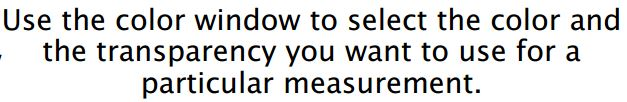 Use the color window to select the color and
the transparency you want to use for a
particular measurement.